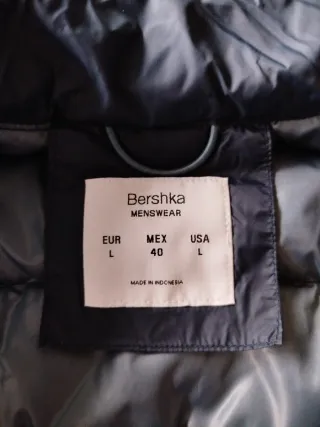 Bershka
MENSWEAR
EUR MEX USA
L 40 L
MADE IN INDONESIA